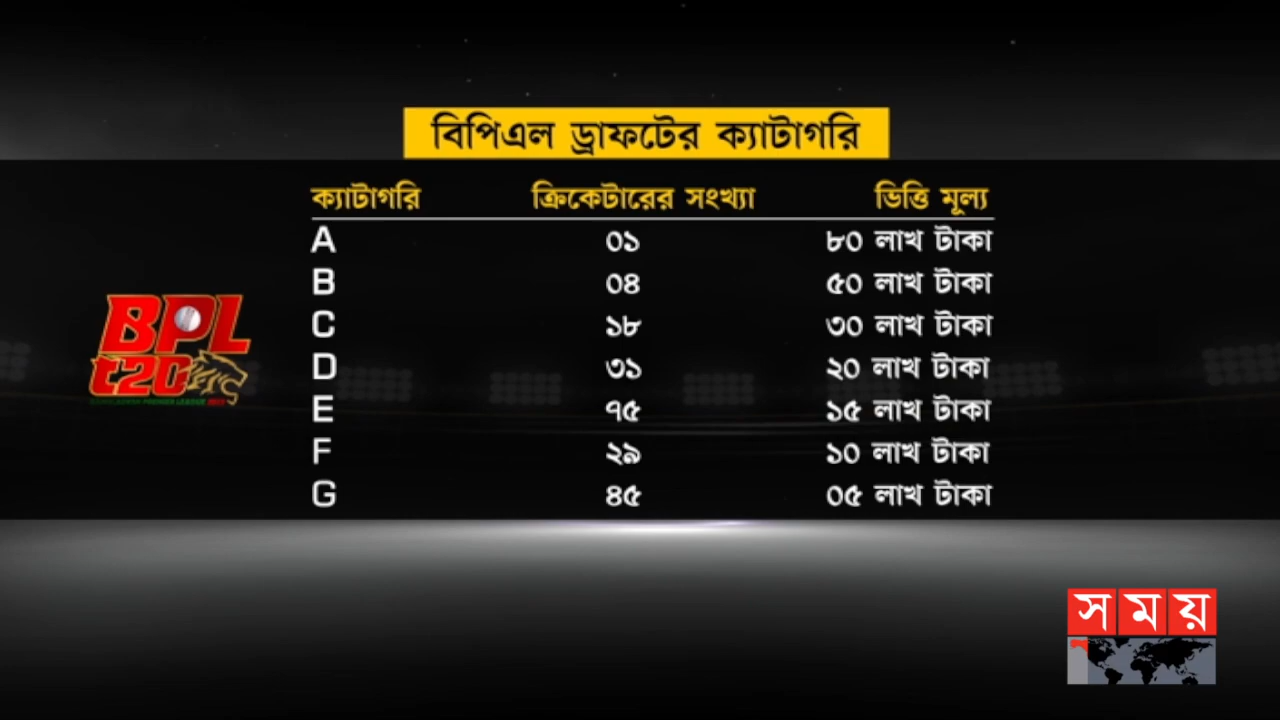 বিপিএল ড্রাফটের ক্যাটাগরি
ক্যাটাগরি ক্রিকেটারের সংখ্যা ভিত্তি মূল্য
A ০১ ৮০ লাখ টাকা
B ০৪ ৫০ লাখ টাকা
C ১৮ ৩০ লাখ টাকা
D ৩১ ২০ লাখ টাকা
E ৭৫ ১৫ লাখ টাকা
F ২৯ ১০ লাখ টাকা
G ৪৫ ০৫ লাখ টাকা
BPL
t20
সময়